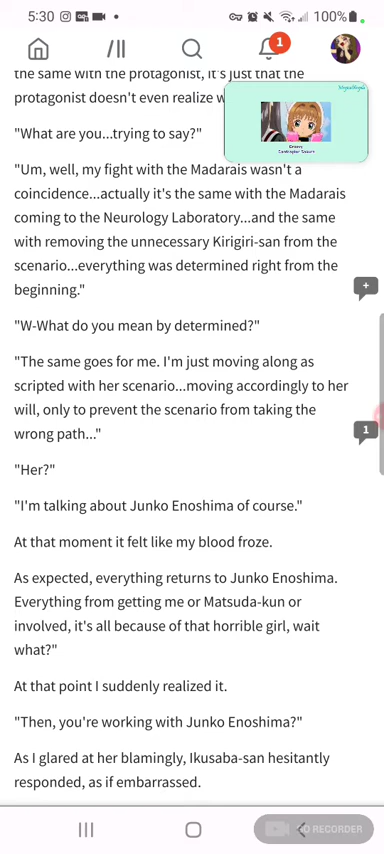 5:30
100%
1
the same with the protagonist, it's just that the
protagonist doesn't even realize
"What are you...trying to say?"
"Um, well, my fight with the Madarais wasn't a
coincidence...actually it's the same with the Madarais
coming to the Neurology Laboratory...and the same
with removing the unnecessary Kirigiri-san from the
scenario...everything was determined right from the
beginning."
+
"W-What do you mean by determined?"
"The same goes for me. I'm just moving along as
scripted with her scenario...moving accordingly to her
will, only to prevent the scenario from taking the
wrong path..."
1
"Her?"
"I'm talking about Junko Enoshima of course."
At that moment it felt like my blood froze.
As expected, everything returns to Junko Enoshima.
Everything from getting me or Matsuda-kun or
involved, it's all because of that horrible girl, wait
what?"
At that point I suddenly realized it.
"Then, you're working with Junko Enoshima?"
As I glared at her blamingly, Ikusaba-san hesitantly
responded, as if embarrassed.
RECORDER